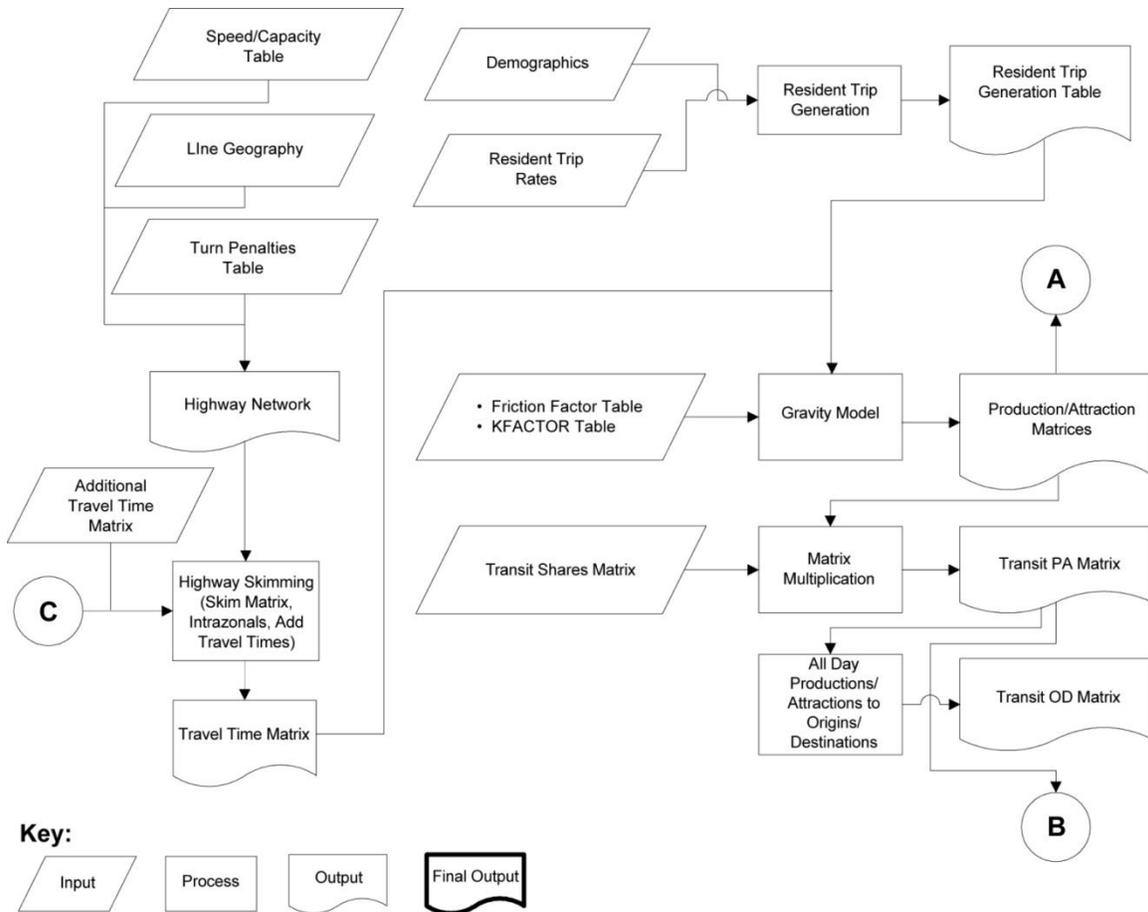 Speed/Capacity
Table
LIne Geography
Turn Penalties
Table
Highway Network
Additional
Travel Time
Matrix
C
Highway Skimming
(Skim Matrix,
Intrazonals, Add
Travel Times)
Travel Time Matrix
Demographics
Resident Trip
Rates
Resident Trip
Generation
Resident Trip
Generation Table
A
• Friction Factor Table
• KFACTOR Table
Gravity Model
Production/Attraction
Matrices
Transit Shares Matrix
Matrix
Multiplication
Transit PA Matrix
All Day
Productions/
Attractions to
Origins/
Destinations
Transit OD Matrix
B
Key:
Input
Process
Output
Final Output